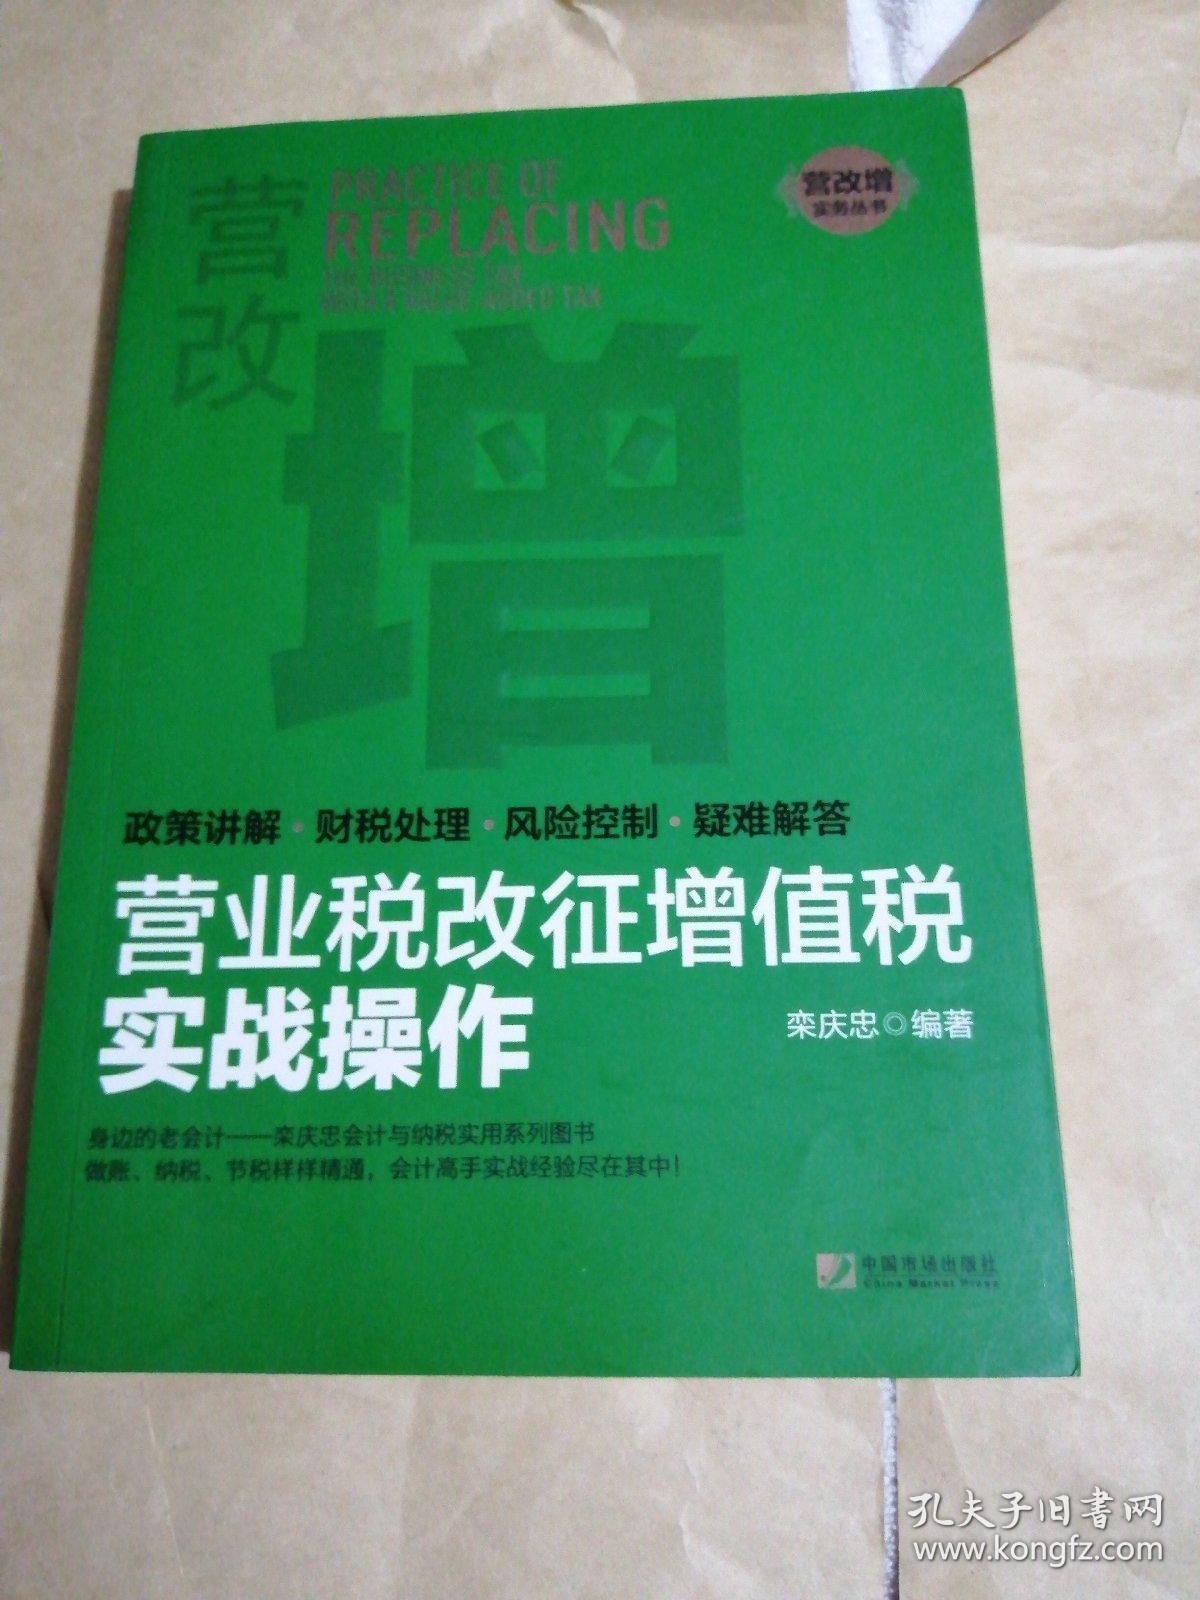 营改增
PRACTICE OF
REPLACING
THE BUSINESS TAX
WITH A VALUE-ADDED TAX
营改增
实务丛书
政策讲解·财税处理·风险控制·疑难解答
营业税改征增值税
实战操作
栾庆忠◎编著
身边的老会计——栾庆忠会计与纳税实用系列图书
做账、纳税、节税样样精通，会计高手实战经验尽在其中！
中国市场出版社
China Market Press
孔夫子旧书网
www.kongfz.com